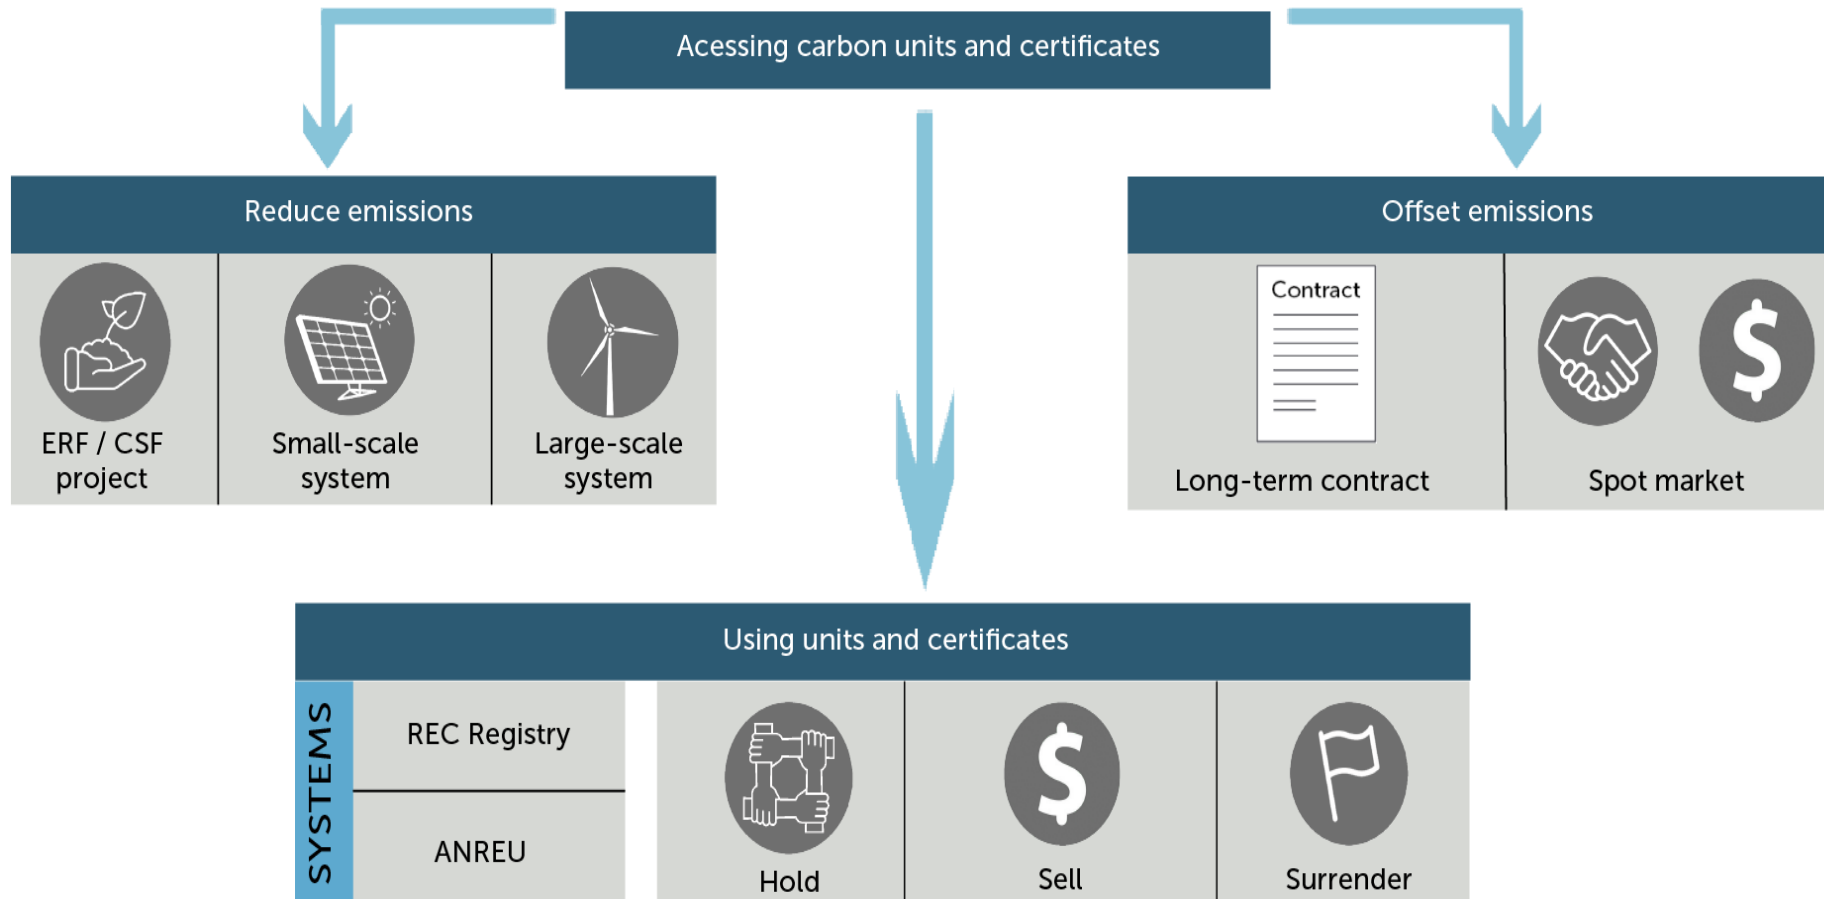 Acessing carbon units and certificates
Reduce emissions
ERF / CSF
project
Small-scale
system
Large-scale
system
Offset emissions
Contract
Long-term contract
Spot market
Using units and certificates
SYSTEMS
REC Registry
ANREU
Hold
Sell
Surrender